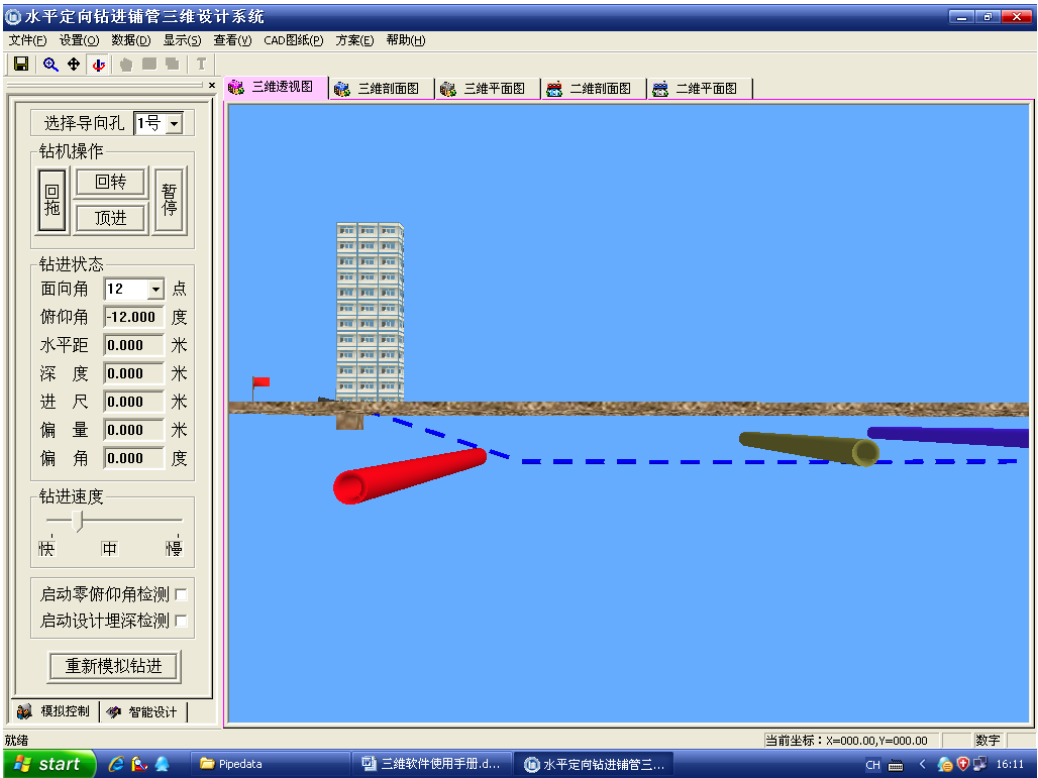 水平定向钻进铺管三维设计系统
文件(F) 设置(O) 数据(D) 显示(S) 查看(V) CAD图纸(P) 方案(E) 帮助(H)
T
三维透视图 三维剖面图 三维平面图 二维剖面图 二维平面图
选择导向孔 1号
钻机操作
回拖 回转 顶进 暂停
钻进状态
面向角 12 点
俯仰角 -12.000 度
水平距 0.000 米
深 度 0.000 米
进 尺 0.000 米
偏 量 0.000 米
偏 角 0.000 度
钻进速度
快 中 慢
启动零俯仰角检测
启动设计埋深检测
重新模拟钻进
模拟控制 智能设计
就绪 当前坐标：X=000.00,Y=000.00 数字
start Pipedata 三维软件使用手册.d... 水平定向钻进铺管三... CH 16:11